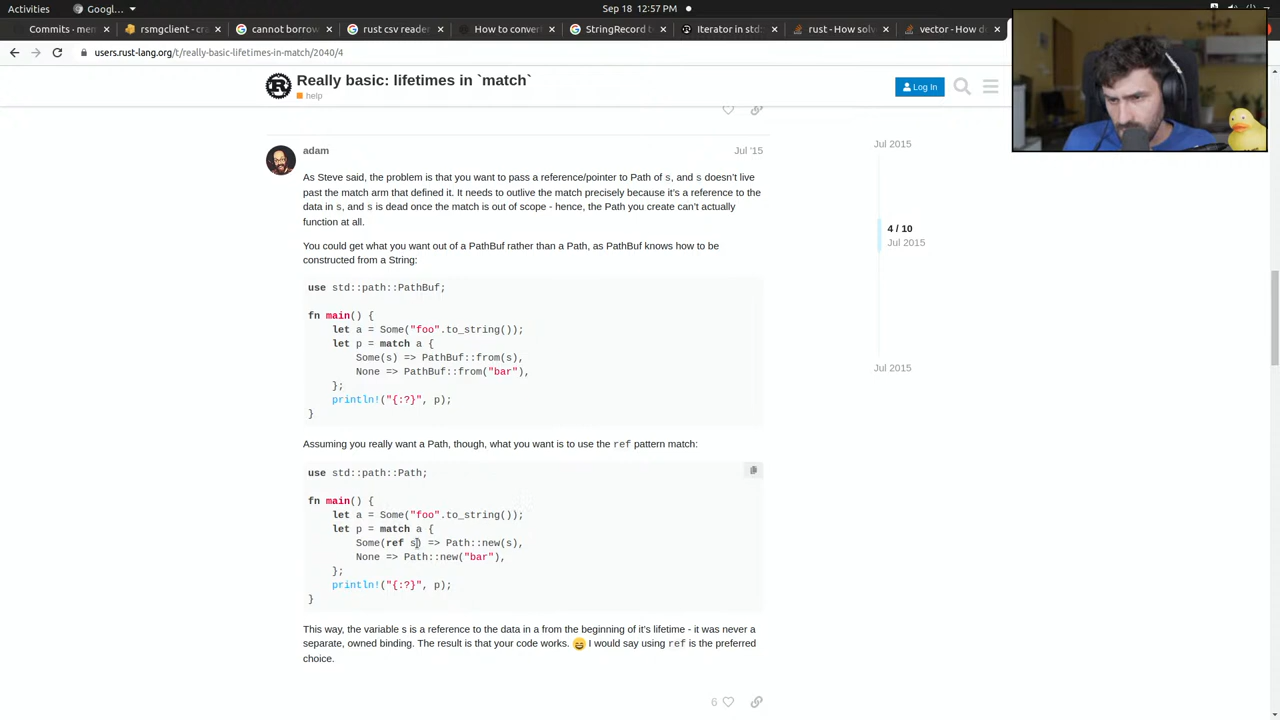 Activities
Googl...
Sep 18 12:57 PM
Commits - mem
rsmgclient - cra
cannot borrow
rust csv reade
How to conver
StringRecord
Iterator in std:
rust - How solv
vector - How d
users.rust-lang.org/t/really-basic-lifetimes-in-match/2040/4
Really basic: lifetimes in `match`
help
Log In
adam
Jul '15
As Steve said, the problem is that you want to pass a reference/pointer to Path of s, and s doesn't live
past the match arm that defined it. It needs to outlive the match precisely because it's a reference to the
data in s, and s is dead once the match is out of scope - hence, the Path you create can't actually
function at all.
You could get what you want out of a PathBuf rather than a Path, as PathBuf knows how to be
constructed from a String:
use std::path::PathBuf;
fn main() {
let a = Some("foo".to_string());
let p = match a {
Some(s) => PathBuf::from(s),
None => PathBuf::from("bar"),
};
println!("{:?}", p);
}
Assuming you really want a Path, though, what you want is to use the ref pattern match:
use std::path::Path;
fn main() {
let a = Some("foo".to_string());
let p = match a {
Some(ref s) => Path::new(s),
None => Path::new("bar"),
};
println!("{:?}", p);
}
This way, the variable s is a reference to the data in a from the beginning of it's lifetime - it was never a
separate, owned binding. The result is that your code works. 😄 I would say using ref is the preferred
choice.
6
Jul 2015
4 / 10
Jul 2015
Jul 2015